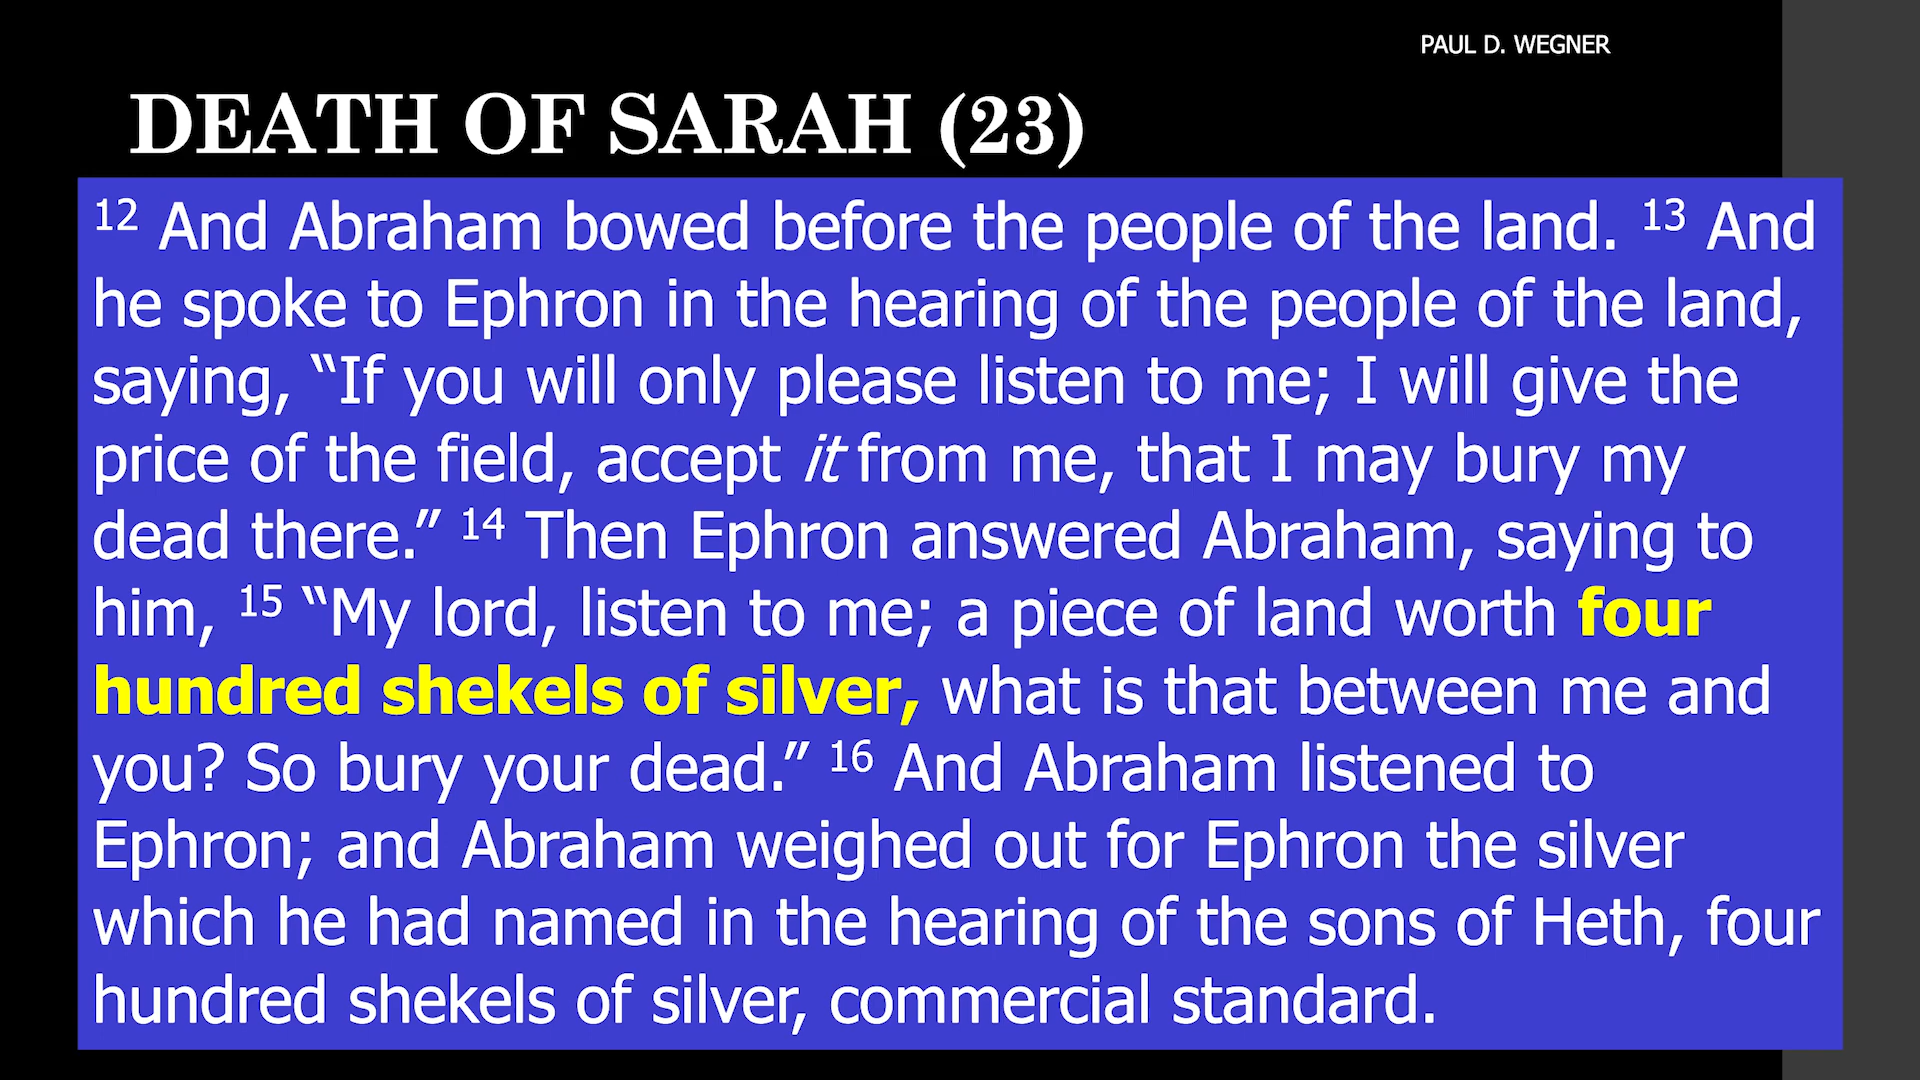 PAUL D. WEGNER
DEATH OF SARAH (23)
12 And Abraham bowed before the people of the land. 13 And
he spoke to Ephron in the hearing of the people of the land,
saying, “If you will only please listen to me; I will give the
price of the field, accept it from me, that I may bury my
dead there.” 14 Then Ephron answered Abraham, saying to
him, 15 “My lord, listen to me; a piece of land worth four
hundred shekels of silver, what is that between me and
you? So bury your dead.” 16 And Abraham listened to
Ephron; and Abraham weighed out for Ephron the silver
which he had named in the hearing of the sons of Heth, four
hundred shekels of silver, commercial standard.